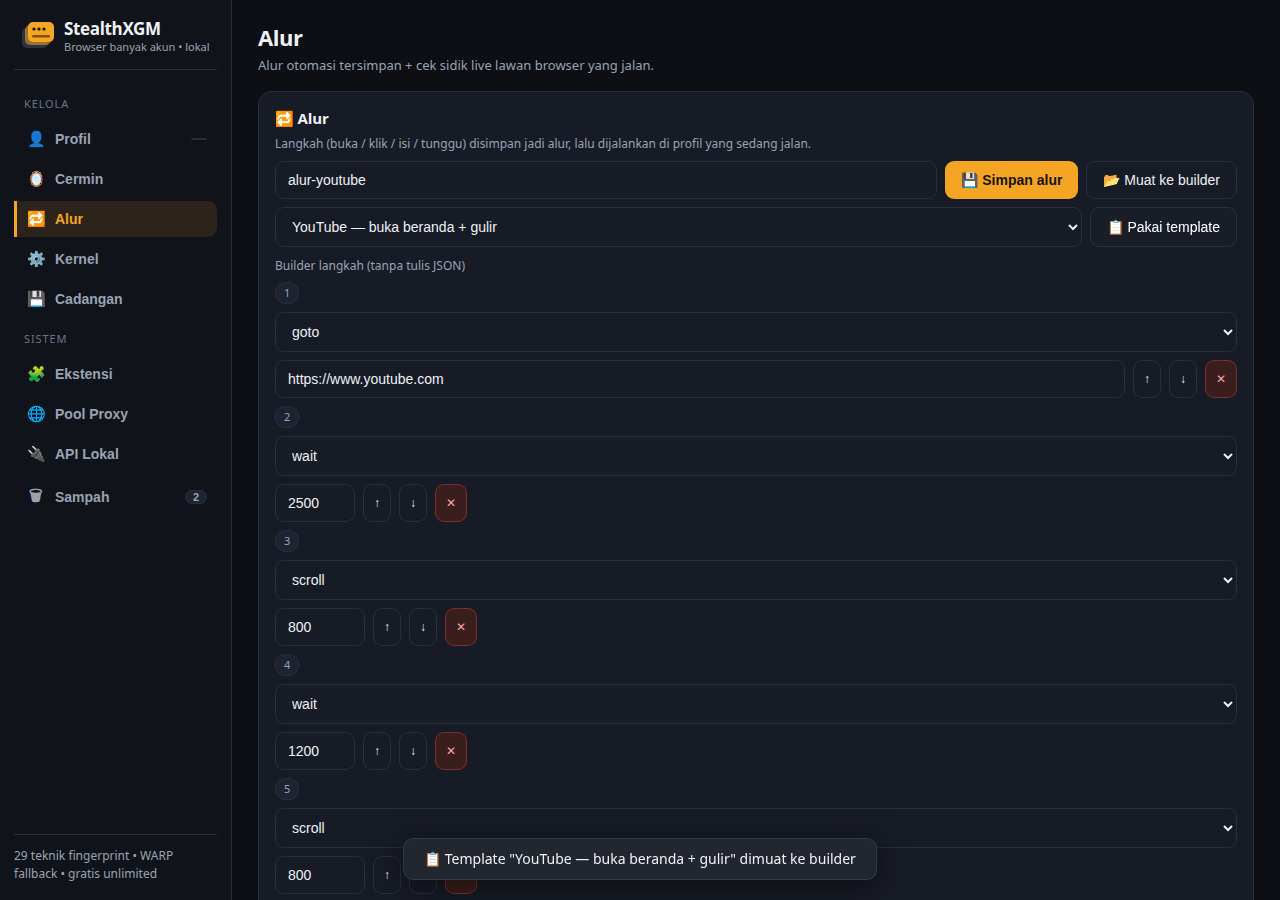 StealthXGM
Browser banyak akun • lokal
KELOLA
Profil
Cermin
Alur
Kernel
Cadangan
SISTEM
Ekstensi
Pool Proxy
API Lokal
Sampah 2
29 teknik fingerprint • WARP
fallback • gratis unlimited
Alur
Alur otomasi tersimpan + cek sidik live lawan browser yang jalan.
Alur
Langkah (buka / klik / isi / tunggu) disimpan jadi alur, lalu dijalankan di profil yang sedang jalan.
alur-youtube Simpan alur Muat ke builder
YouTube — buka beranda + gulir Pakai template
Builder langkah (tanpa tulis JSON)
1
goto
https://www.youtube.com ↑ ↓ ✕
2
wait
2500 ↑ ↓ ✕
3
scroll
800 ↑ ↓ ✕
4
wait
1200 ↑ ↓ ✕
5
scroll
800 ↑
Template "YouTube — buka beranda + gulir" dimuat ke builder